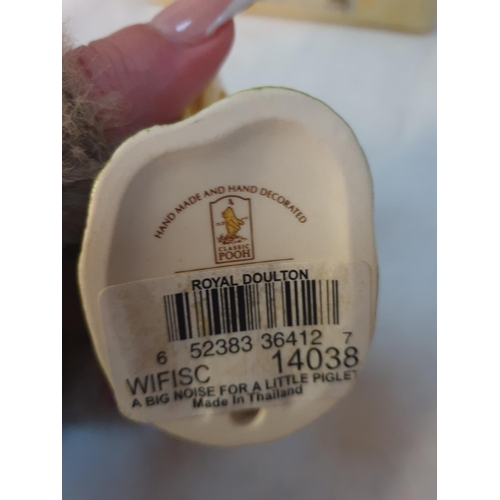 HAND MADE AND HAND DECORATED
A
CLASSIC
POOH
ROYAL DOULTON
6 52383 36412 7
WIFISC 14038
A BIG NOISE FOR A LITTLE PIGLET
Made in Thailand